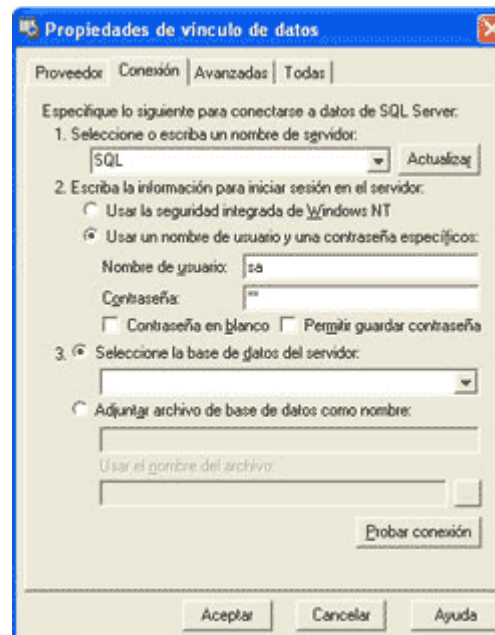 Propiedades de vínculo de datos
Proveedor Conexión Avanzadas Todas
Especifique lo siguiente para conectarse a datos de SQL Server:
1. Seleccione o escriba un nombre de servidor:
SQL Actualizar
2. Escriba la información para iniciar sesión en el servidor:
Usar la seguridad integrada de Windows NT
Usar un nombre de usuario y una contraseña específicos:
Nombre de usuario: sa
Contraseña: **
Contraseña en blanco Permitir guardar contraseña
3. Seleccione la base de datos del servidor:
Adjuntar archivo de base de datos como nombre:
Usar el nombre del archivo:
...
Probar conexión
Aceptar Cancelar Ayuda